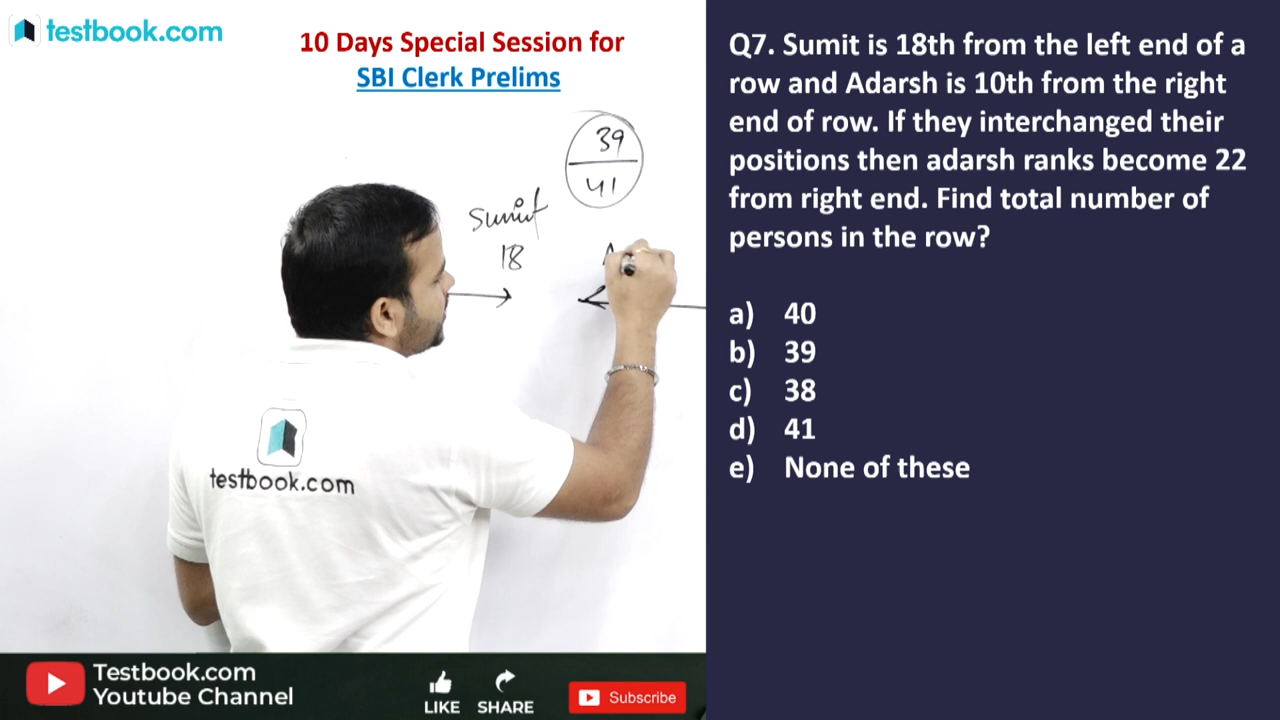 testbook.com
10 Days Special Session for
SBI Clerk Prelims
39
41
Sumit
18
testbook.com
Q7. Sumit is 18th from the left end of a
row and Adarsh is 10th from the right
end of row. If they interchanged their
positions then adarsh ranks become 22
from right end. Find total number of
persons in the row?
a) 40
b) 39
c) 38
d) 41
e) None of these
Testbook.com
Youtube Channel
LIKE
SHARE
Subscribe